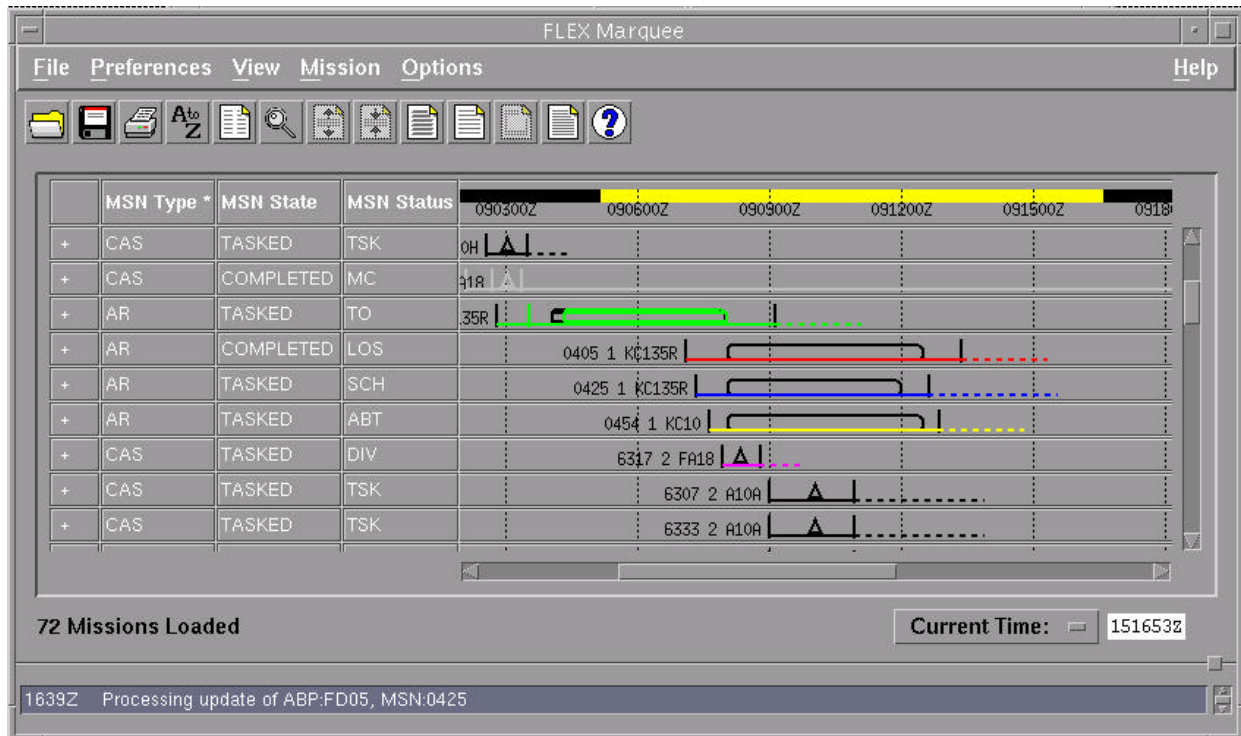 FLEX Marquee
File Preferences View Mission Options Help
A to Z
MSN Type * MSN State MSN Status 090300Z 090600Z 090900Z 091200Z 091500Z 0918
+ CAS TASKED TSK 0H
+ CAS COMPLETED MC A18
+ AR TASKED TO 35R
+ AR COMPLETED LOS 0405 1 KC135R
+ AR TASKED SCH 0425 1 KC135R
+ AR TASKED ABT 0454 1 KC10
+ CAS TASKED DIV 6317 2 FA18
+ CAS TASKED TSK 6307 2 A10A
+ CAS TASKED TSK 6333 2 A10A
72 Missions Loaded Current Time: 151653Z
1639Z Processing update of ABP:FD05, MSN:0425